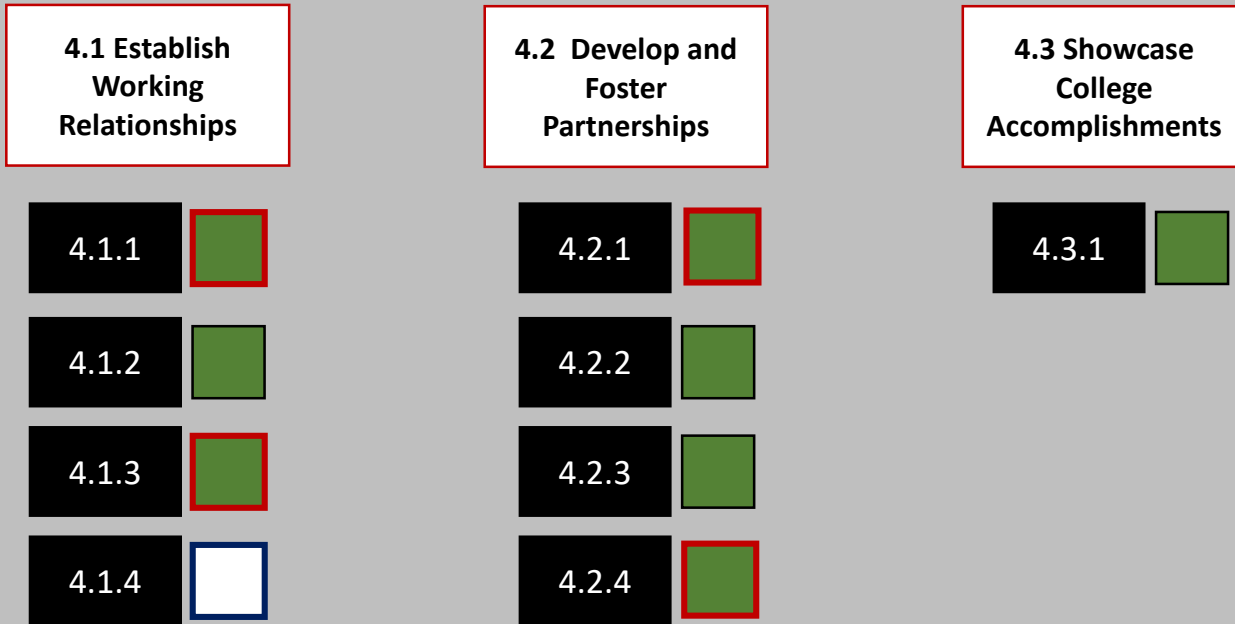 4.1 Establish
Working
Relationships
4.2 Develop and
Foster
Partnerships
4.3 Showcase
College
Accomplishments
4.1.1
4.2.1
4.3.1
4.1.2
4.2.2
4.1.3
4.2.3
4.1.4
4.2.4